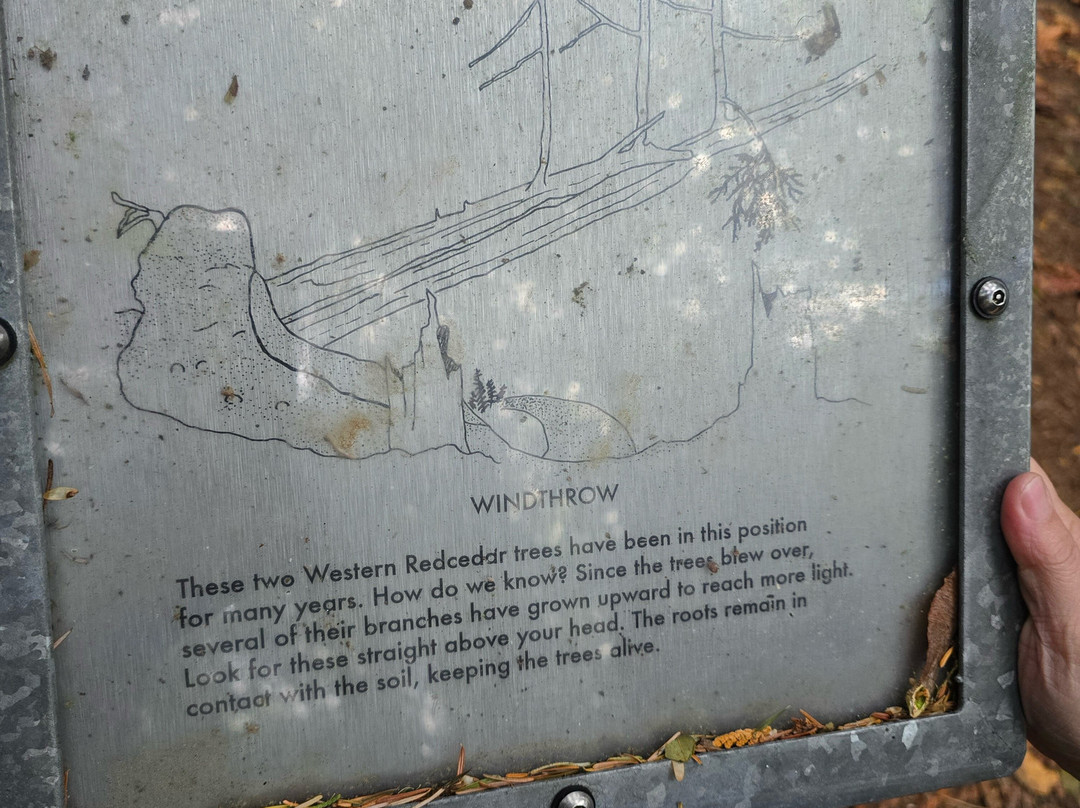 WINDTHROW
These two Western Redcedar trees have been in this position
for many years. How do we know? Since the trees blew over,
several of their branches have grown upward to reach more light.
Look for these straight above your head. The roots remain in
contact with the soil, keeping the trees alive.